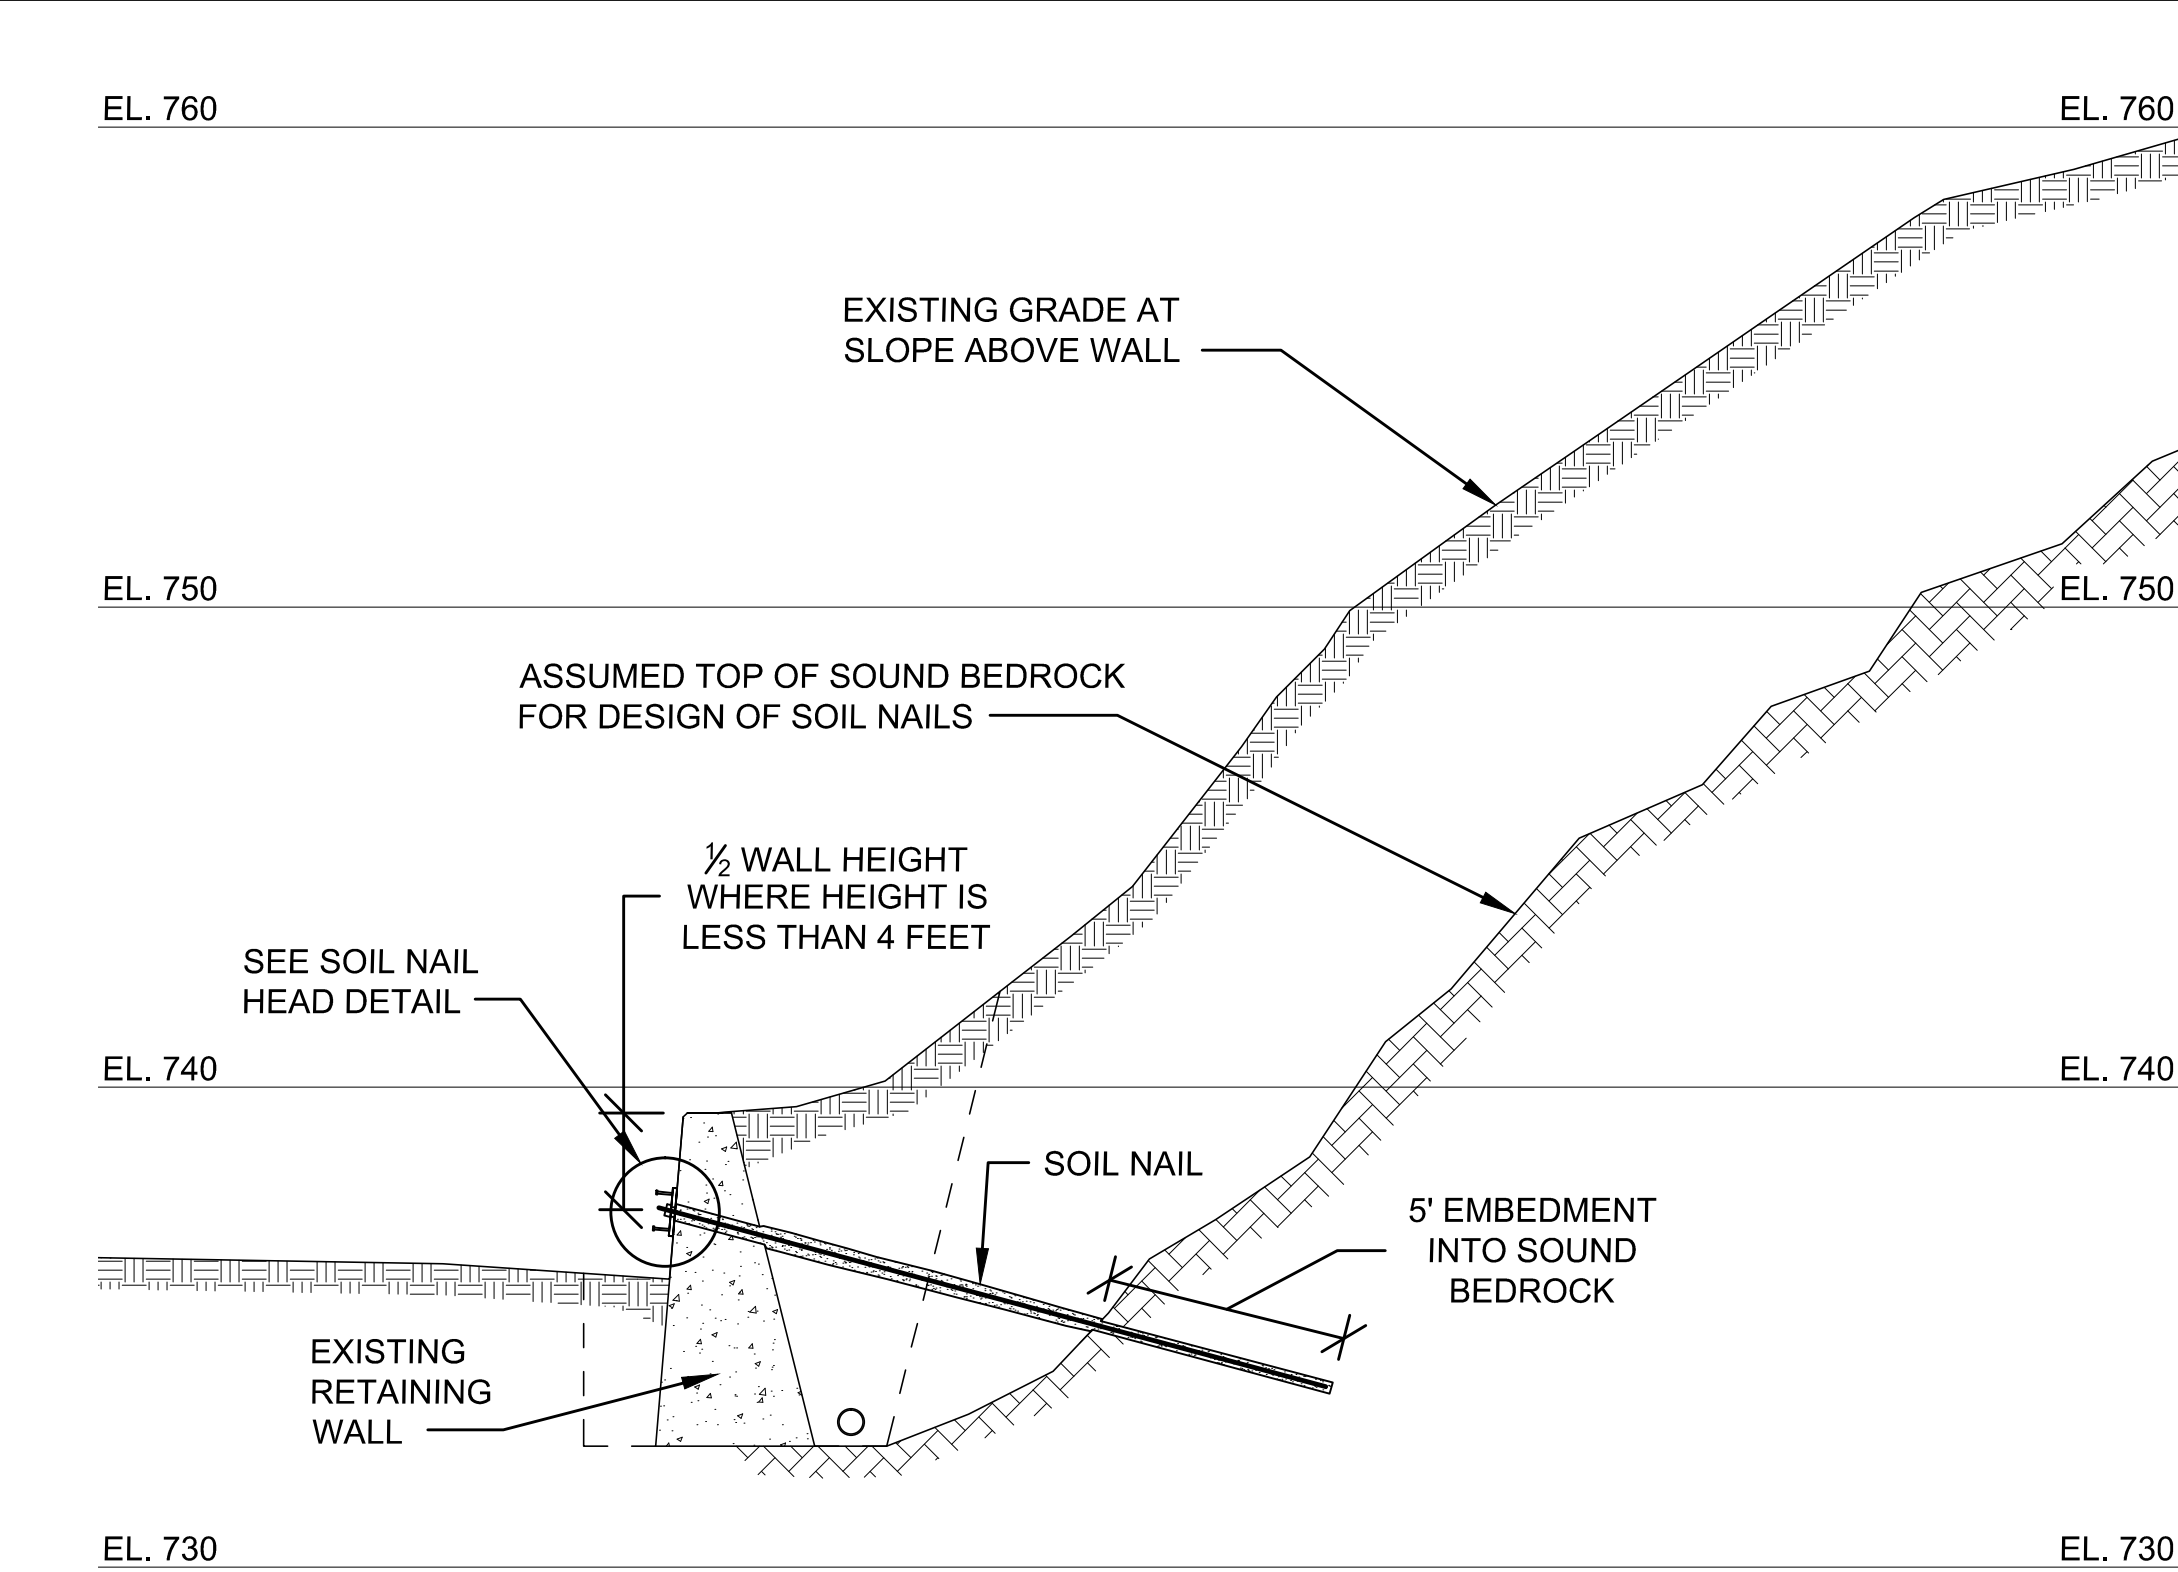 EL. 760
EL. 760
EXISTING GRADE AT
SLOPE ABOVE WALL
EL. 750
EL. 750
ASSUMED TOP OF SOUND BEDROCK
FOR DESIGN OF SOIL NAILS
½ WALL HEIGHT
WHERE HEIGHT IS
LESS THAN 4 FEET
SEE SOIL NAIL
HEAD DETAIL
EL. 740
EL. 740
SOIL NAIL
5' EMBEDMENT
INTO SOUND
BEDROCK
EXISTING
RETAINING
WALL
EL. 730
EL. 730